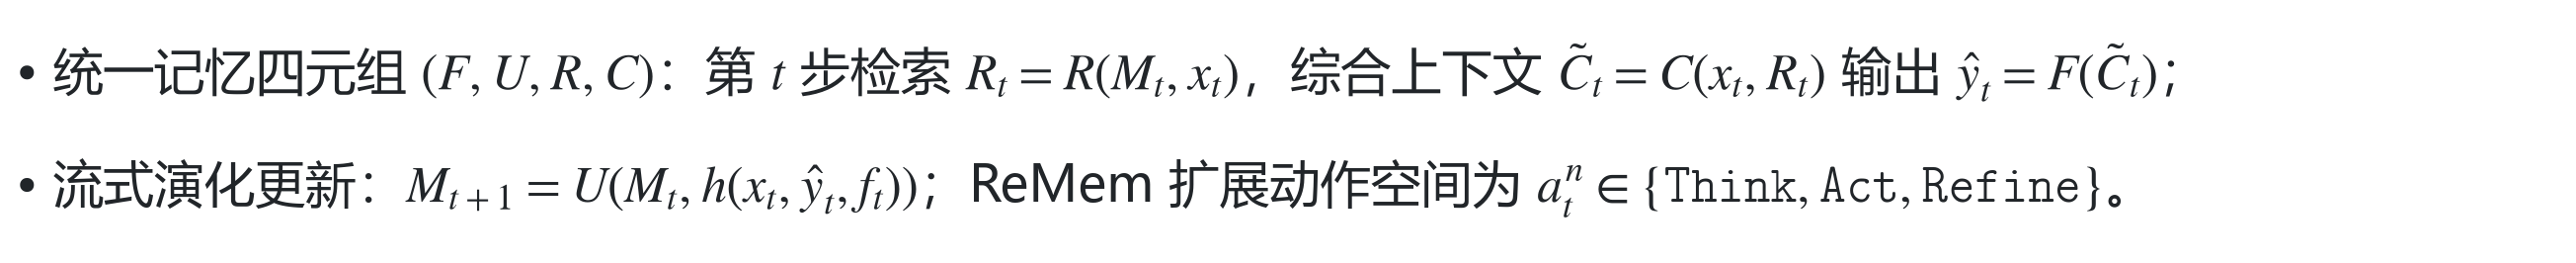 • 统一记忆四元组 (F, U, R, C)：第 t 步检索 R_t = R(M_t, x_t)，综合上下文 C̃_t = C(x_t, R_t) 输出 ŷ_t = F(C̃_t)；
• 流式演化更新：M_{t+1} = U(M_t, h(x_t, ŷ_t, f_t))；ReMem 扩展动作空间为 a_t^n ∈ {Think, Act, Refine}。